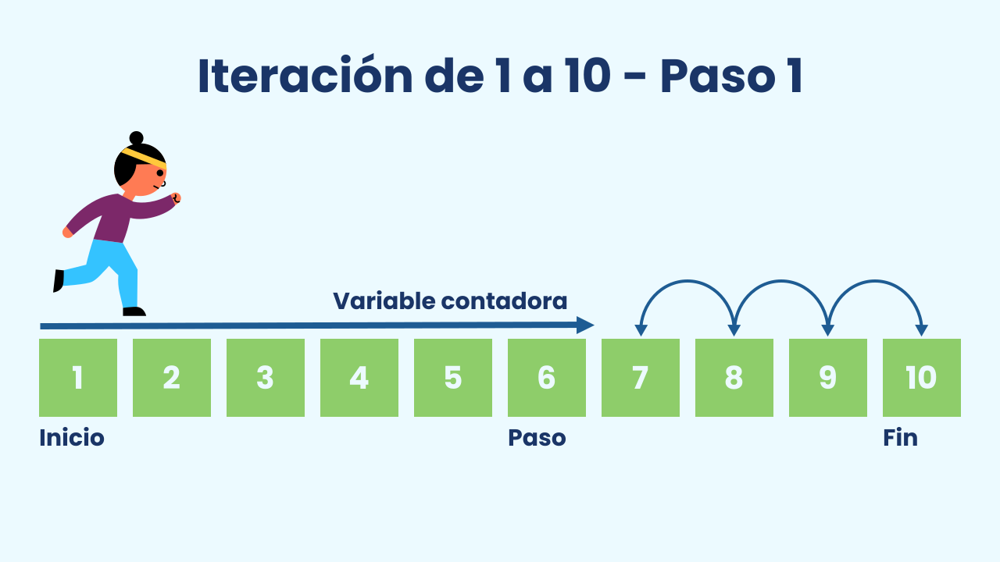 Iteración de 1 a 10 - Paso 1
Variable contadora
1 2 3 4 5 6 7 8 9 10
Inicio Paso Fin